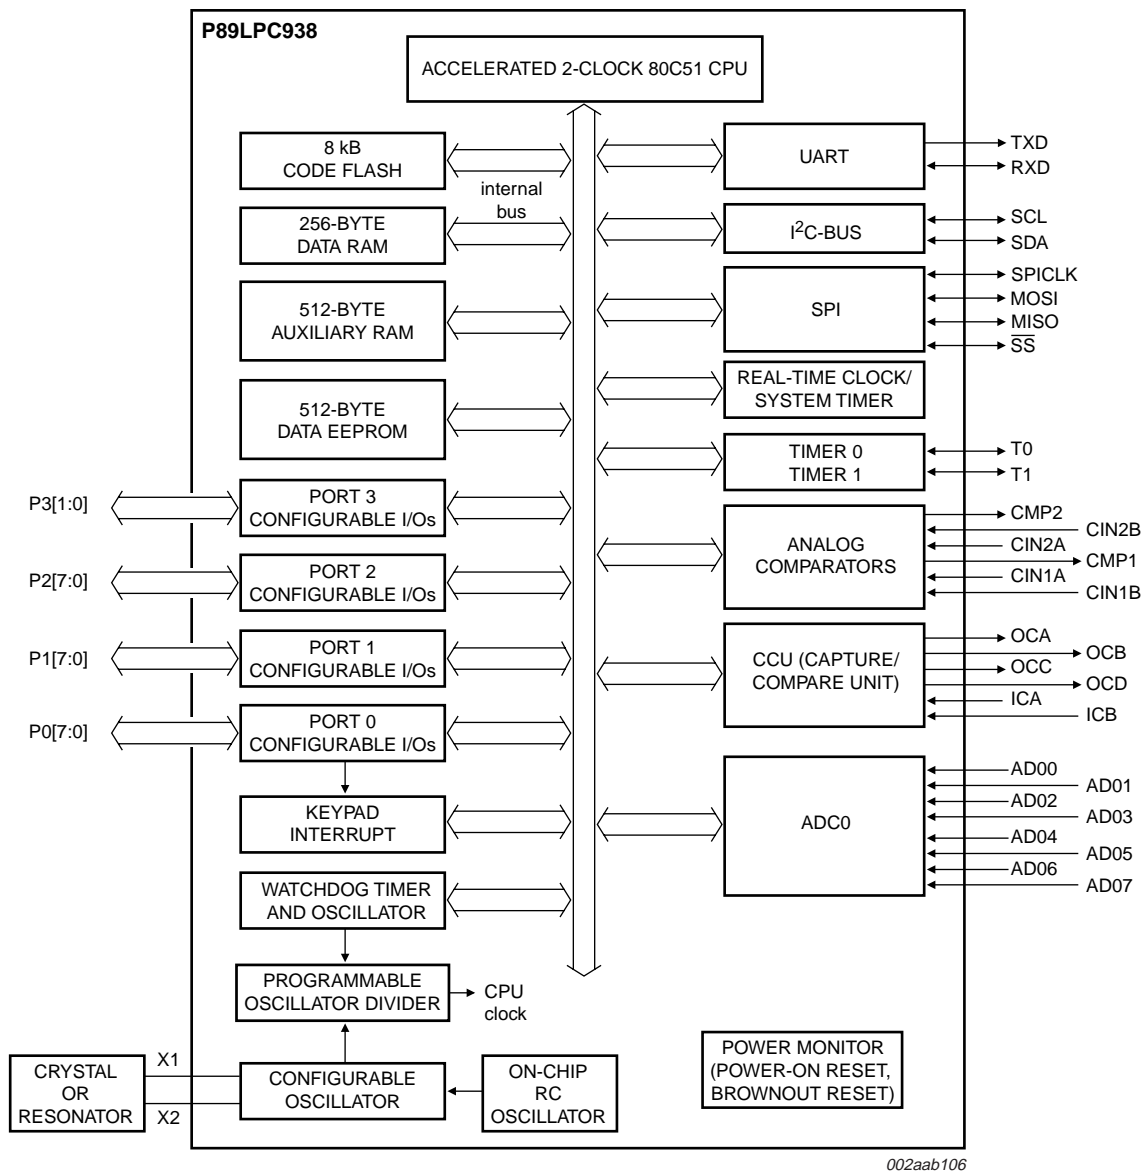 P89LPC938
ACCELERATED 2-CLOCK 80C51 CPU
8 kB
CODE FLASH
internal
bus
256-BYTE
DATA RAM
512-BYTE
AUXILIARY RAM
512-BYTE
DATA EEPROM
P3[1:0]
PORT 3
CONFIGURABLE I/Os
P2[7:0]
PORT 2
CONFIGURABLE I/Os
P1[7:0]
PORT 1
CONFIGURABLE I/Os
P0[7:0]
PORT 0
CONFIGURABLE I/Os
KEYPAD
INTERRUPT
WATCHDOG TIMER
AND OSCILLATOR
PROGRAMMABLE
OSCILLATOR DIVIDER
CPU
clock
CRYSTAL
OR
RESONATOR
X1
X2
CONFIGURABLE
OSCILLATOR
ON-CHIP
RC
OSCILLATOR
UART
TXD
RXD
I²C-BUS
SCL
SDA
SPI
SPICLK
MOSI
MISO
S̅S̅
REAL-TIME CLOCK/
SYSTEM TIMER
TIMER 0
TIMER 1
T0
T1
ANALOG
COMPARATORS
CMP2
CIN2B
CIN2A
CMP1
CIN1A
CIN1B
CCU (CAPTURE/
COMPARE UNIT)
OCA
OCB
OCC
OCD
ICA
ICB
ADC0
AD00
AD01
AD02
AD03
AD04
AD05
AD06
AD07
POWER MONITOR
(POWER-ON RESET,
BROWNOUT RESET)
002aab106